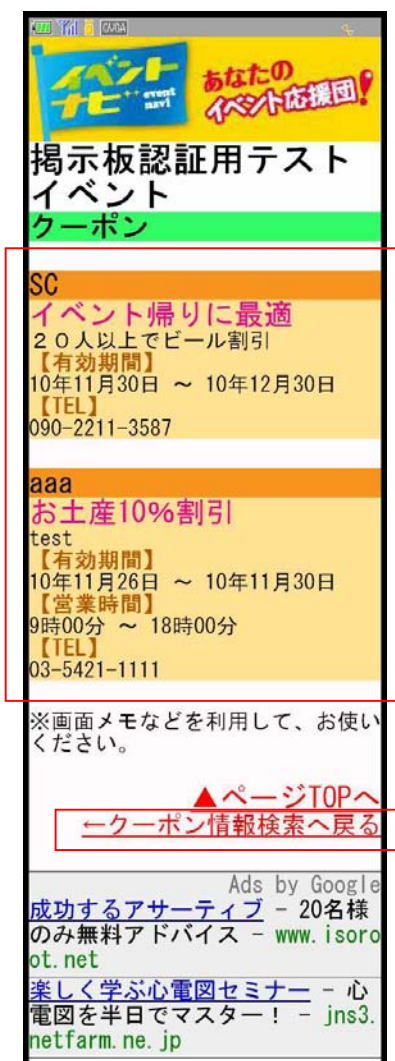 OVGA
イベント
ナビ++
event
navi
あなたの
イベント応援団!
掲示板認証用テスト
イベント
クーポン
SC
イベント帰りに最適
２０人以上でビール割引
【有効期間】
10年11月30日 ～ 10年12月30日
【TEL】
090-2211-3587
aaa
お土産10%割引
test
【有効期間】
10年11月26日 ～ 10年11月30日
【営業時間】
9時00分 ～ 18時00分
【TEL】
03-5421-1111
※画面メモなどを利用して、お使い
ください。
▲ページTOPへ
←クーポン情報検索へ戻る
Ads by Google
成功するアサーティブ - 20名様
のみ無料アドバイス - www.isoro
ot.net
楽しく学ぶ心電図セミナー - 心
電図を半日でマスター！ - jns3.
netfarm.ne.jp